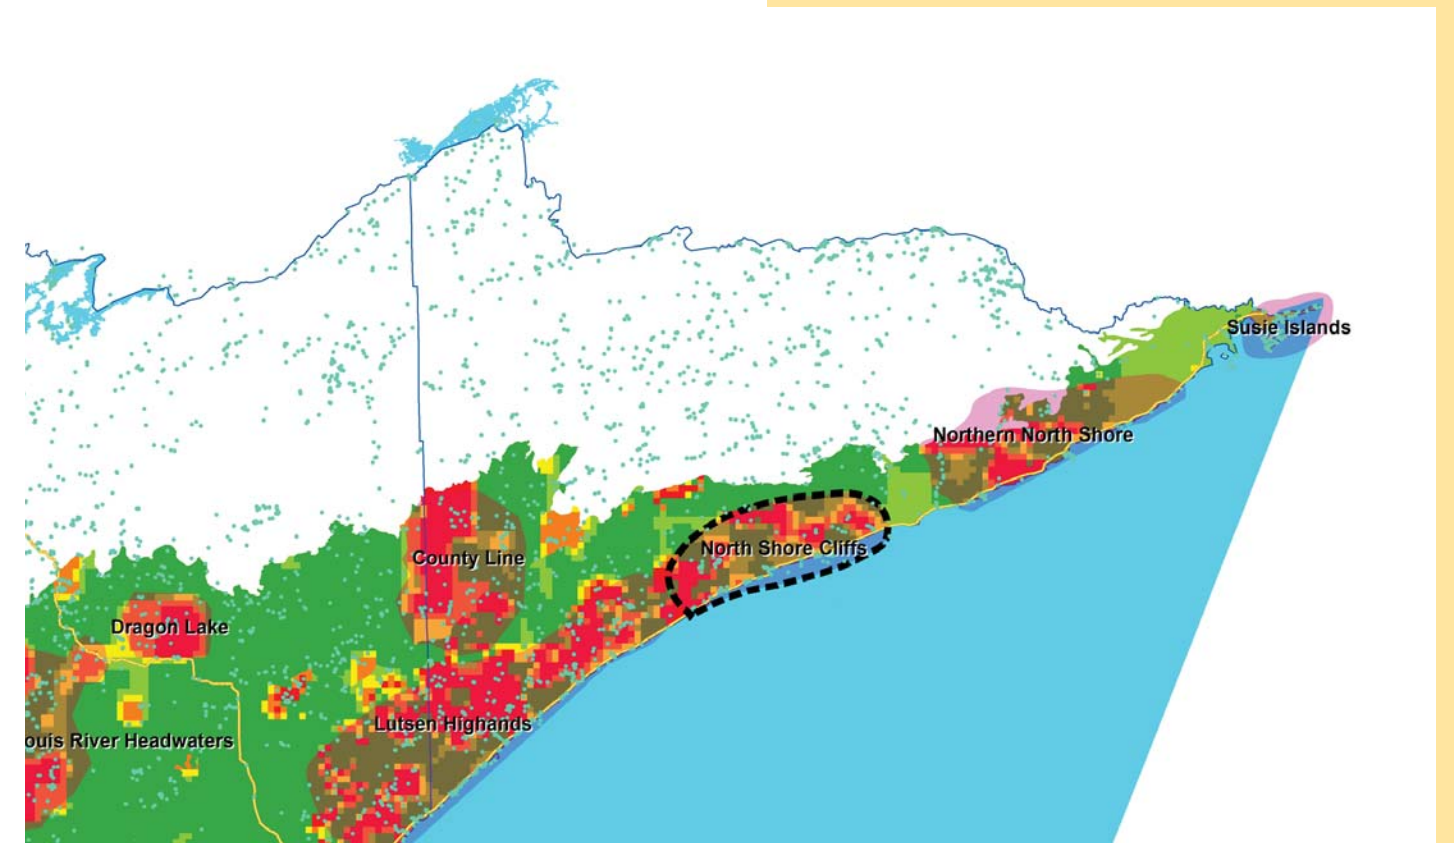 Susie Islands
Northern North Shore
North Shore Cliffs
County Line
Dragon Lake
Lutsen Highands
ouis River Headwaters